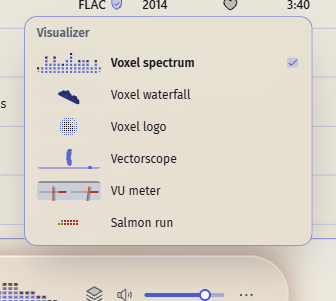 FLAC 2014 3:40
Visualizer
Voxel spectrum
Voxel waterfall
Voxel logo
s
Vectorscope
VU meter
Salmon run